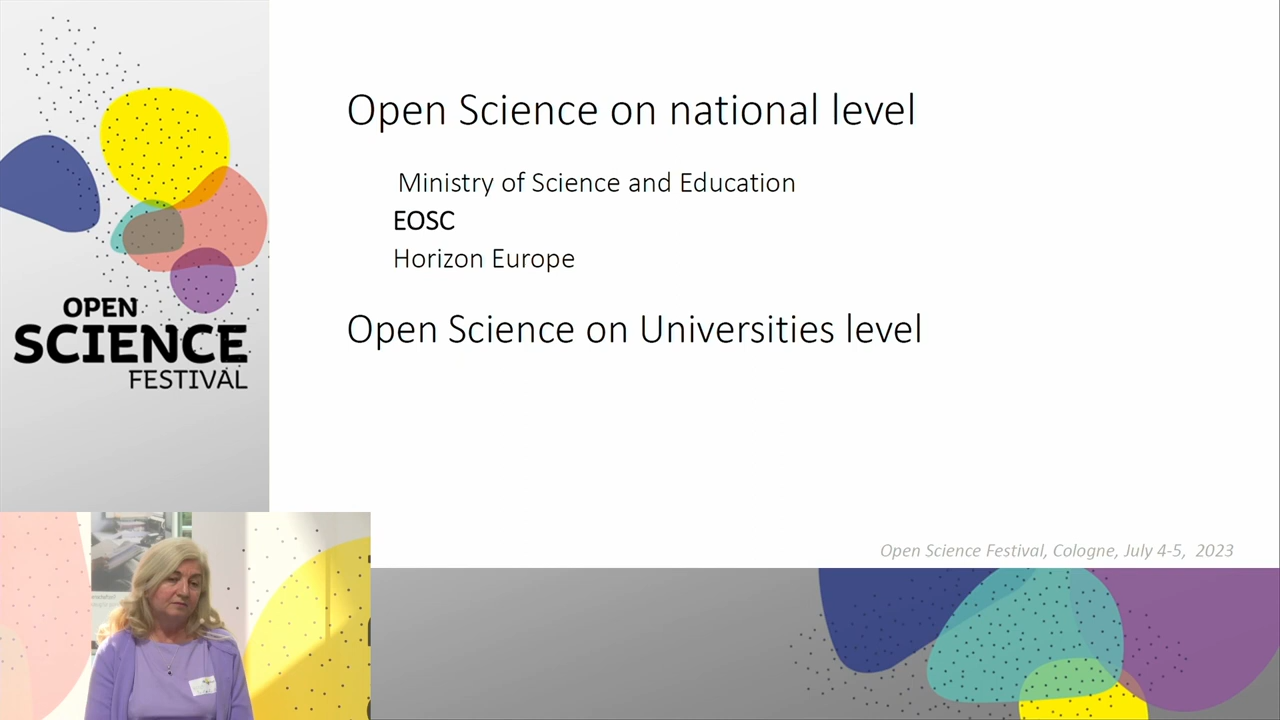 OPEN
SCIENCE
FESTIVAL
Open Science on national level
Ministry of Science and Education
EOSC
Horizon Europe
Open Science on Universities level
Open Science Festival, Cologne, July 4-5, 2023